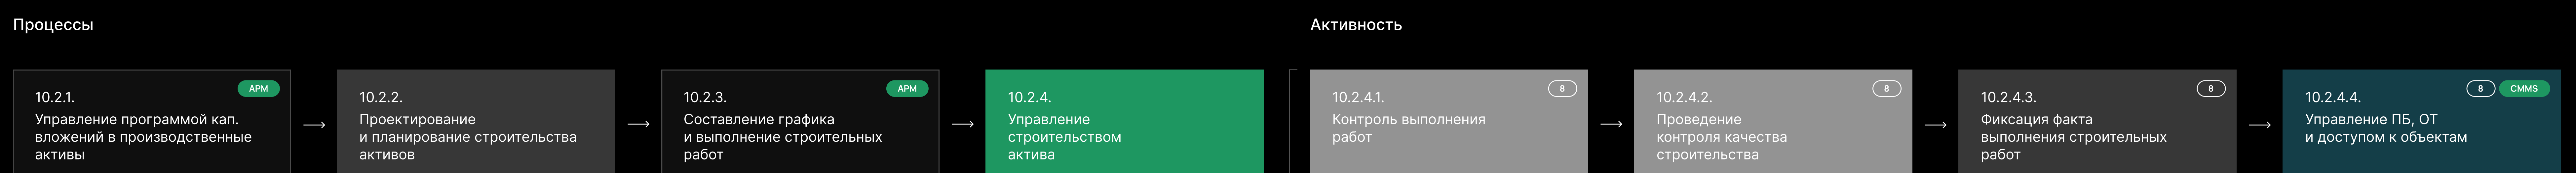 Процессы
АРМ
10.2.1.
Управление программой кап.
вложений в производственные
активы
10.2.2.
Проектирование
и планирование строительства
активов
АРМ
10.2.3.
Составление графика
и выполнение строительных
работ
10.2.4.
Управление
строительством
актива
Активность
8
10.2.4.1.
Контроль выполнения
работ
8
10.2.4.2.
Проведение
контроля качества
строительства
8
10.2.4.3.
Фиксация факта
выполнения строительных
работ
8
CMMS
10.2.4.4.
Управление ПБ, ОТ
и доступом к объектам